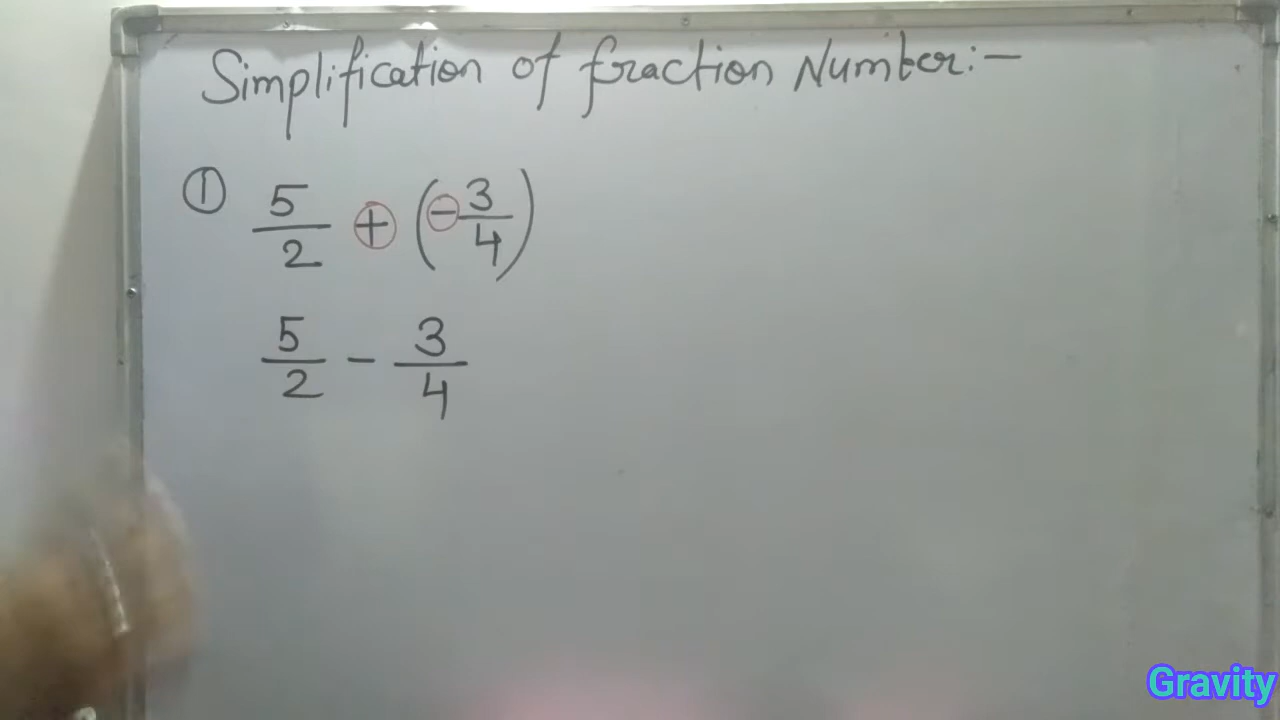 Simplification of fraction Number:-
① 5/2 + (-3/4)
5/2 - 3/4
Gravity